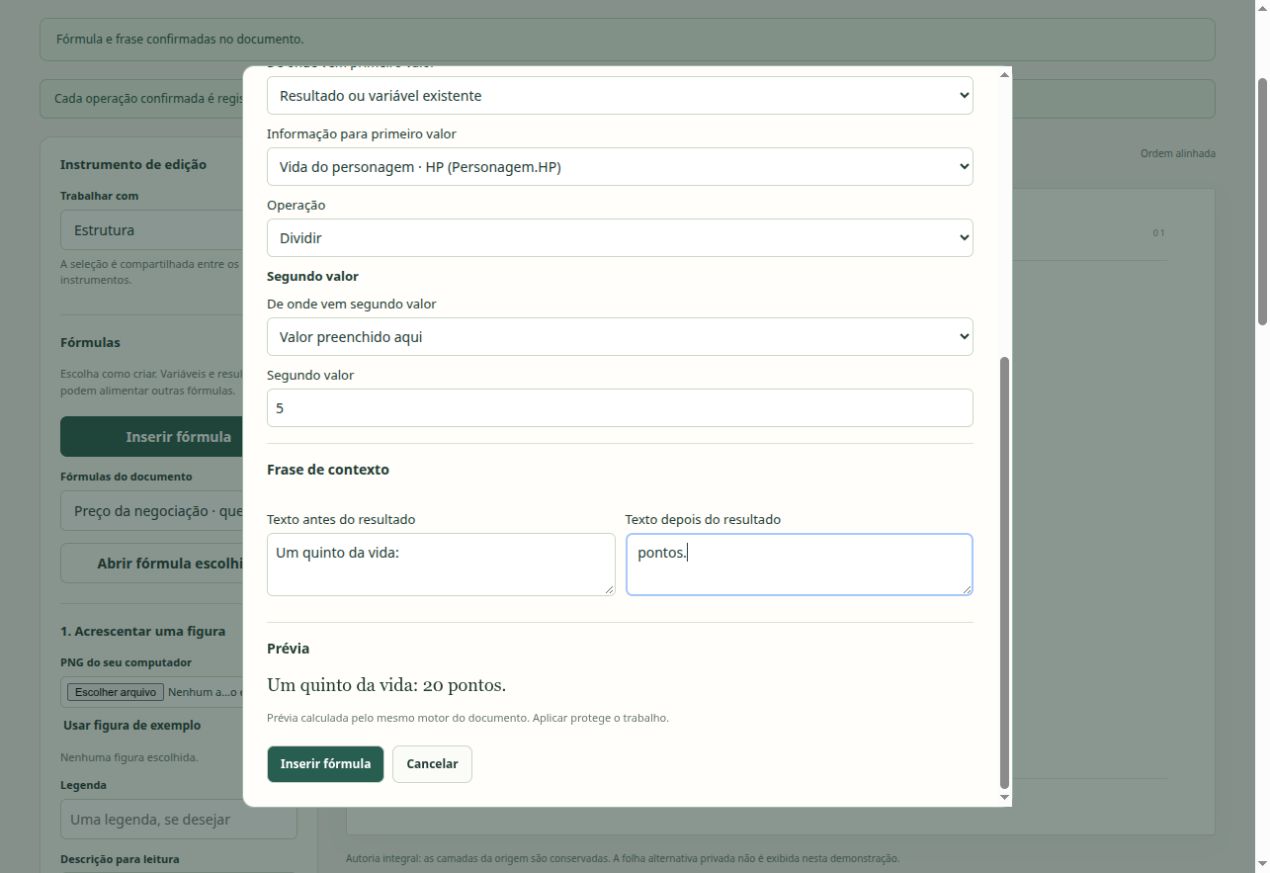 Fórmula e frase confirmadas no documento.
Cada operação confirmada é regis
Instrumento de edição
Trabalhar com
Estrutura
A seleção é compartilhada entre os
instrumentos.
Fórmulas
Escolha como criar. Variáveis e resul
podem alimentar outras fórmulas.
Inserir fórmula
Fórmulas do documento
Preço da negociação · que
Abrir fórmula escolhi
1. Acrescentar uma figura
PNG do seu computador
Escolher arquivo Nenhum a...o e
Usar figura de exemplo
Nenhuma figura escolhida.
Legenda
Uma legenda, se desejar
Descrição para leitura
De onde vem primeiro valor
Resultado ou variável existente
Informação para primeiro valor
Vida do personagem · HP (Personagem.HP)
Operação
Dividir
Segundo valor
De onde vem segundo valor
Valor preenchido aqui
Segundo valor
5
Frase de contexto
Texto antes do resultado
Um quinto da vida:
Texto depois do resultado
pontos.
Prévia
Um quinto da vida: 20 pontos.
Prévia calculada pelo mesmo motor do documento. Aplicar protege o trabalho.
Inserir fórmula
Cancelar
Ordem alinhada
01
Autoria integral: as camadas da origem são conservadas. A folha alternativa privada não é exibida nesta demonstração.